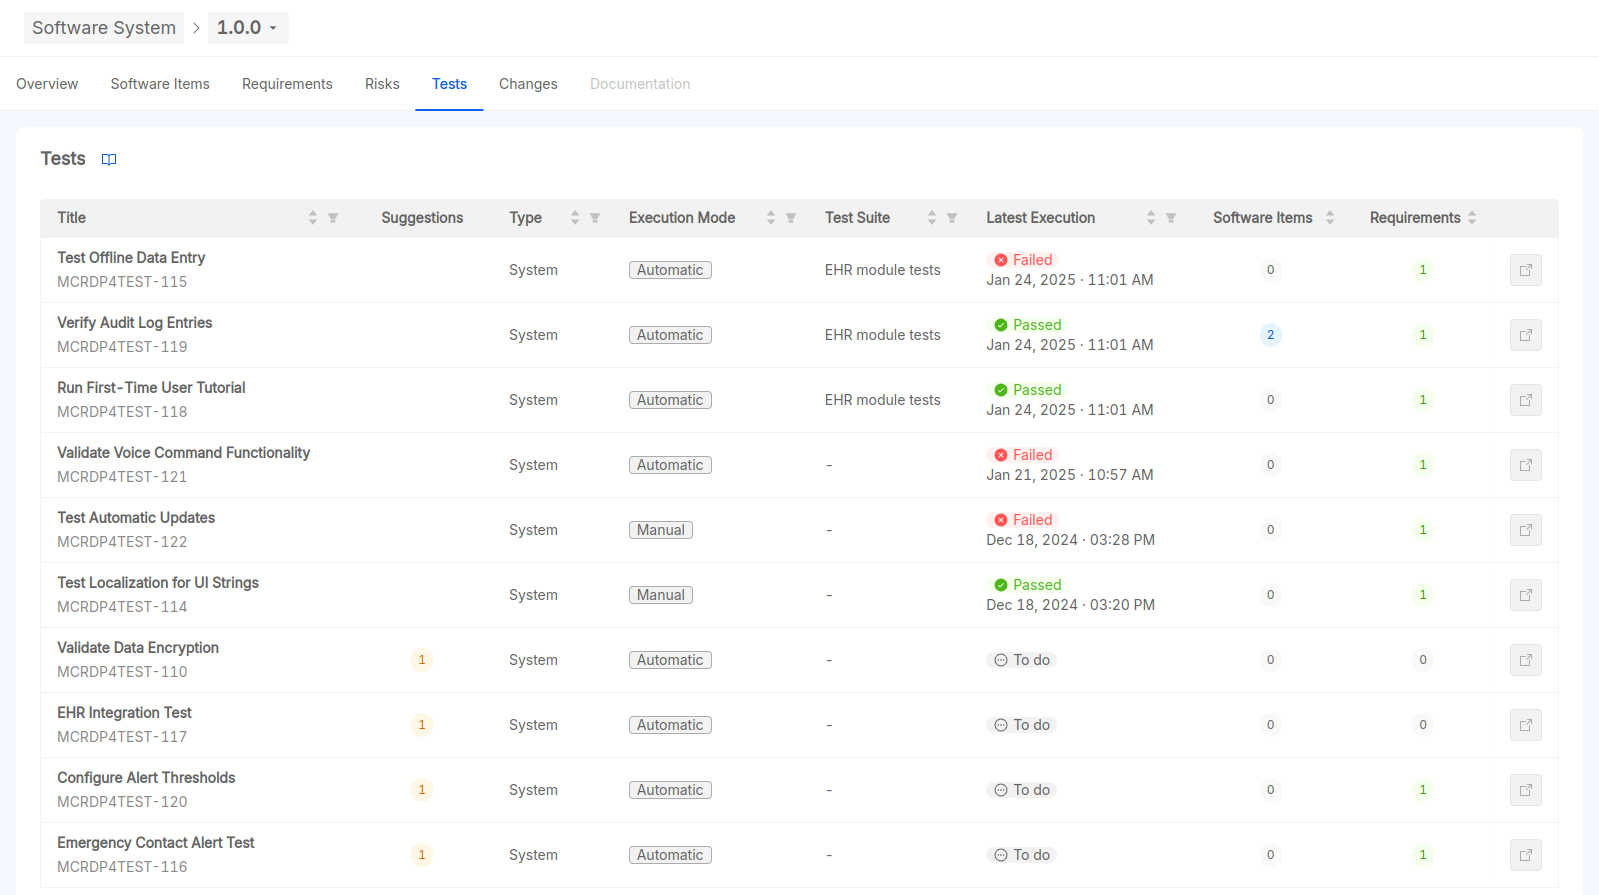 Software System > 1.0.0
Overview Software Items Requirements Risks Tests Changes Documentation
Tests
Title Suggestions Type Execution Mode Test Suite Latest Execution Software Items Requirements
Test Offline Data Entry
MCRDP4TEST-115
System Automatic EHR module tests
Failed
Jan 24, 2025 · 11:01 AM
0 1
Verify Audit Log Entries
MCRDP4TEST-119
System Automatic EHR module tests
Passed
Jan 24, 2025 · 11:01 AM
2 1
Run First-Time User Tutorial
MCRDP4TEST-118
System Automatic EHR module tests
Passed
Jan 24, 2025 · 11:01 AM
0 1
Validate Voice Command Functionality
MCRDP4TEST-121
System Automatic -
Failed
Jan 21, 2025 · 10:57 AM
0 1
Test Automatic Updates
MCRDP4TEST-122
System Manual -
Failed
Dec 18, 2024 · 03:28 PM
0 1
Test Localization for UI Strings
MCRDP4TEST-114
System Manual -
Passed
Dec 18, 2024 · 03:20 PM
0 1
Validate Data Encryption
MCRDP4TEST-110
1 System Automatic - To do 0 0
EHR Integration Test
MCRDP4TEST-117
1 System Automatic - To do 0 0
Configure Alert Thresholds
MCRDP4TEST-120
1 System Automatic - To do 0 1
Emergency Contact Alert Test
MCRDP4TEST-116
1 System Automatic - To do 0 1